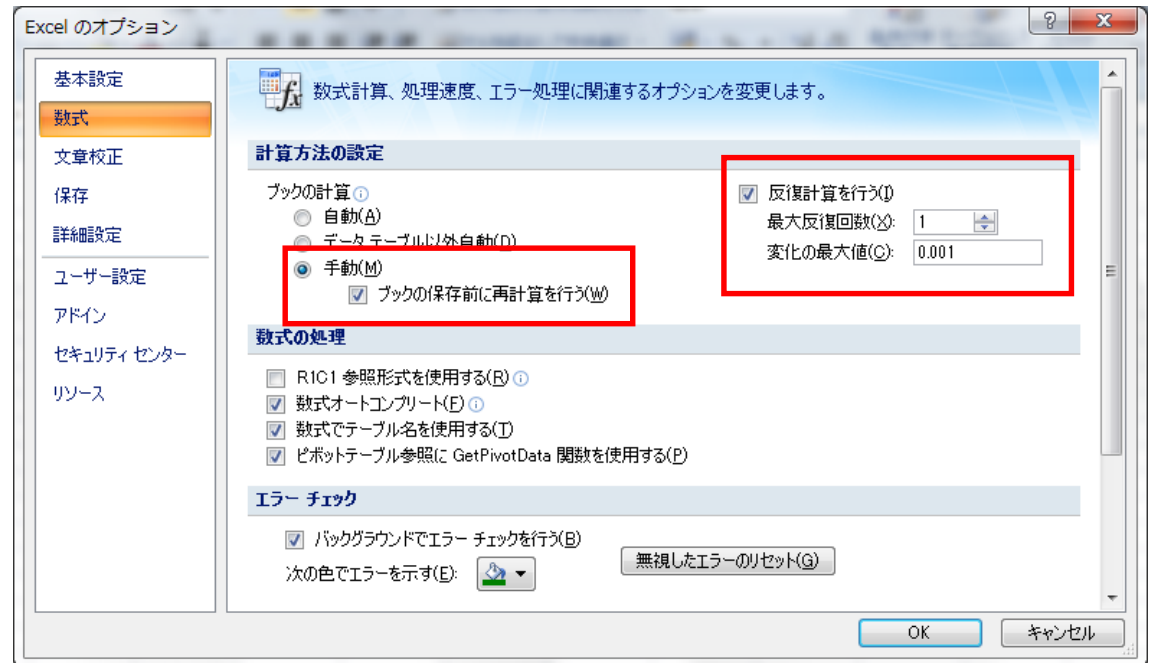 Excel のオプション
基本設定
数式
文章校正
保存
詳細設定
ユーザー設定
アドイン
セキュリティ センター
リソース
数式計算、処理速度、エラー処理に関連するオプションを変更します。
計算方法の設定
ブックの計算
自動(A)
データ テーブル以外自動(D)
手動(M)
ブックの保存前に再計算を行う(W)
反復計算を行う(I)
最大反復回数(X): 1
変化の最大値(C): 0.001
数式の処理
R1C1 参照形式を使用する(R)
数式オートコンプリート(F)
数式でテーブル名を使用する(T)
ピボットテーブル参照に GetPivotData 関数を使用する(P)
エラー チェック
バックグラウンドでエラー チェックを行う(B)
次の色でエラーを示す(E):
無視したエラーのリセット(G)
OK
キャンセル